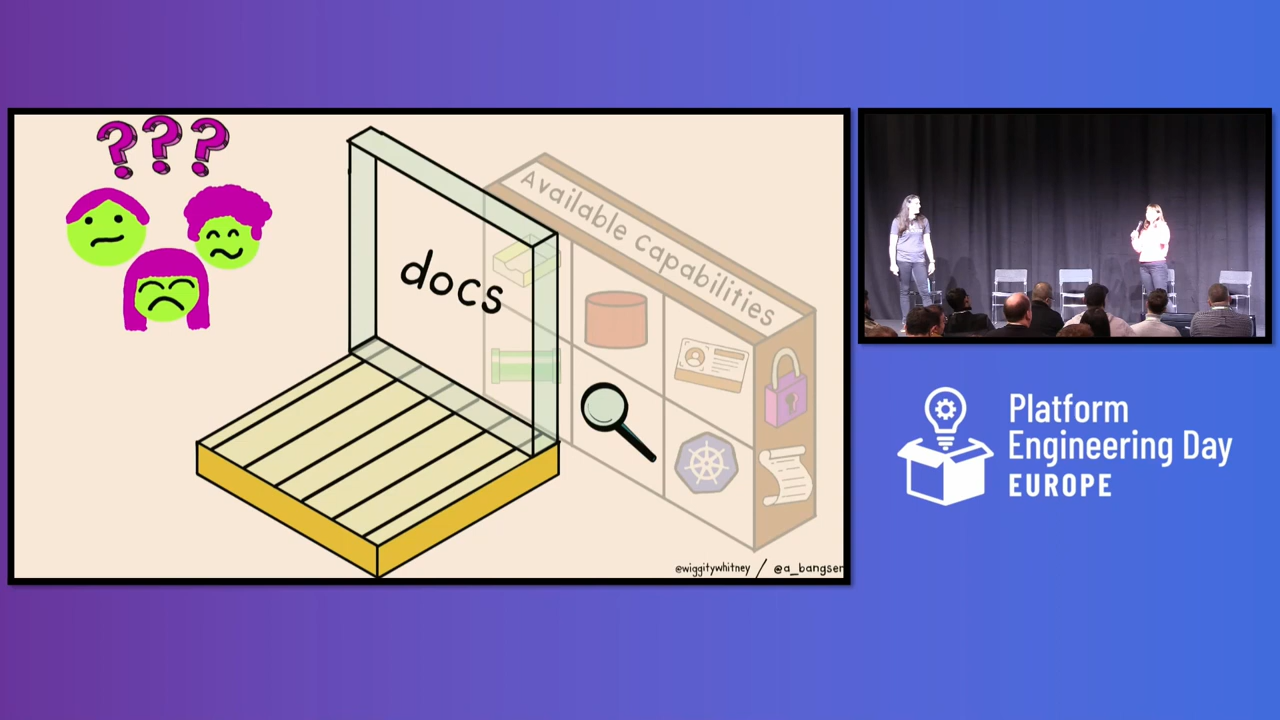 ???
docs
Available capabilities
@wiggitywhitney / @a_bangser
Platform
Engineering Day
EUROPE